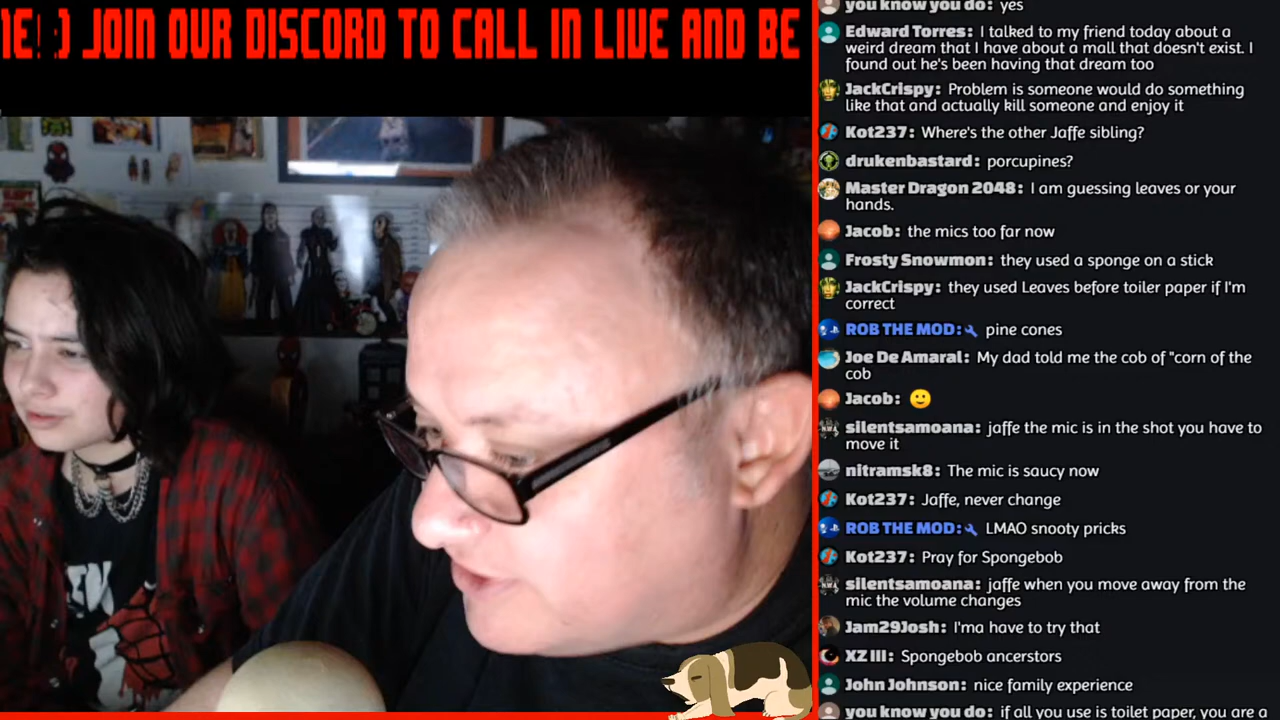 NE! :) JOIN OUR DISCORD TO CALL IN LIVE AND BE
you know you do: yes
Edward Torres: I talked to my friend today about a
weird dream that I have about a mall that doesn't exist. I
found out he's been having that dream too
JackCrispy: Problem is someone would do something
like that and actually kill someone and enjoy it
Kot237: Where's the other Jaffe sibling?
drukenbastard: porcupines?
Master Dragon 2048: I am guessing leaves or your
hands.
Jacob: the mics too far now
Frosty Snowmon: they used a sponge on a stick
JackCrispy: they used Leaves before toiler paper if I'm
correct
ROB THE MOD: pine cones
Joe De Amaral: My dad told me the cob of "corn of the
cob
Jacob: 🙂
silentsamoana: jaffe the mic is in the shot you have to
move it
nitramsk8: The mic is saucy now
Kot237: Jaffe, never change
ROB THE MOD: LMAO snooty pricks
Kot237: Pray for Spongebob
silentsamoana: jaffe when you move away from the
mic the volume changes
Jam29Josh: I'ma have to try that
XZ III: Spongebob ancerstors
John Johnson: nice family experience
you know you do: if all you use is toilet paper, you are a